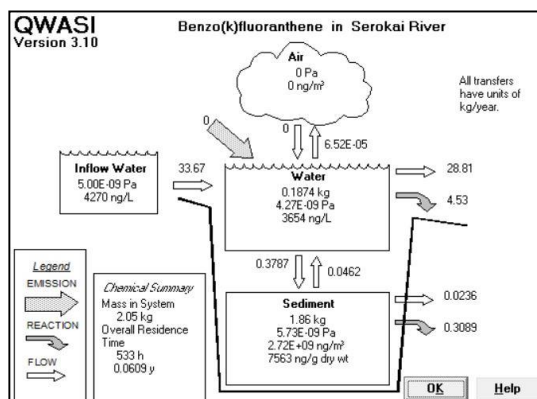 QWASI
Version 3.10
Benzo(k)fluoranthene in Serokai River
Air
0 Pa
0 ng/m³
All transfers
have units of
kg/year.
0
0
6.52E-05
Inflow Water
5.00E-09 Pa
4270 ng/L
33.67
Water
0.1874 kg
4.27E-09 Pa
3654 ng/L
28.81
4.53
0.3787
0.0462
Legend
EMISSION
REACTION
FLOW
Chemical Summary
Mass in System
2.05 kg
Overall Residence
Time
533 h
0.0609 y
Sediment
1.86 kg
5.73E-09 Pa
2.72E+09 ng/m³
7563 ng/g dry wt
0.0236
0.3089
OK
Help